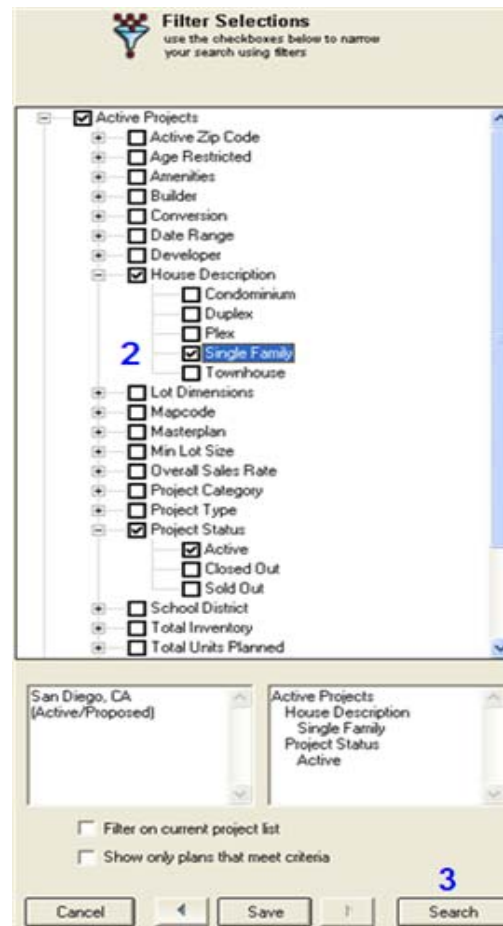 Filter Selections
use the checkboxes below to narrow
your search using filters
Active Projects
Active Zip Code
Age Restricted
Amenities
Builder
Conversion
Date Range
Developer
House Description
Condominium
Duplex
Plex
2
Single Family
Townhouse
Lot Dimensions
Mapcode
Masterplan
Min Lot Size
Overall Sales Rate
Project Category
Project Type
Project Status
Active
Closed Out
Sold Out
School District
Total Inventory
Total Units Planned
San Diego, CA
(Active/Proposed)
Active Projects
House Description
Single Family
Project Status
Active
Filter on current project list
Show only plans that meet criteria
3
Cancel
Save
Search